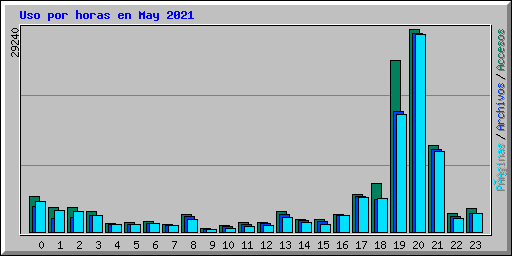 Uso por horas en May 2021
29240
PÃginas / Archivos / Accesos
0 1 2 3 4 5 6 7 8 9 10 11 12 13 14 15 16 17 18 19 20 21 22 23